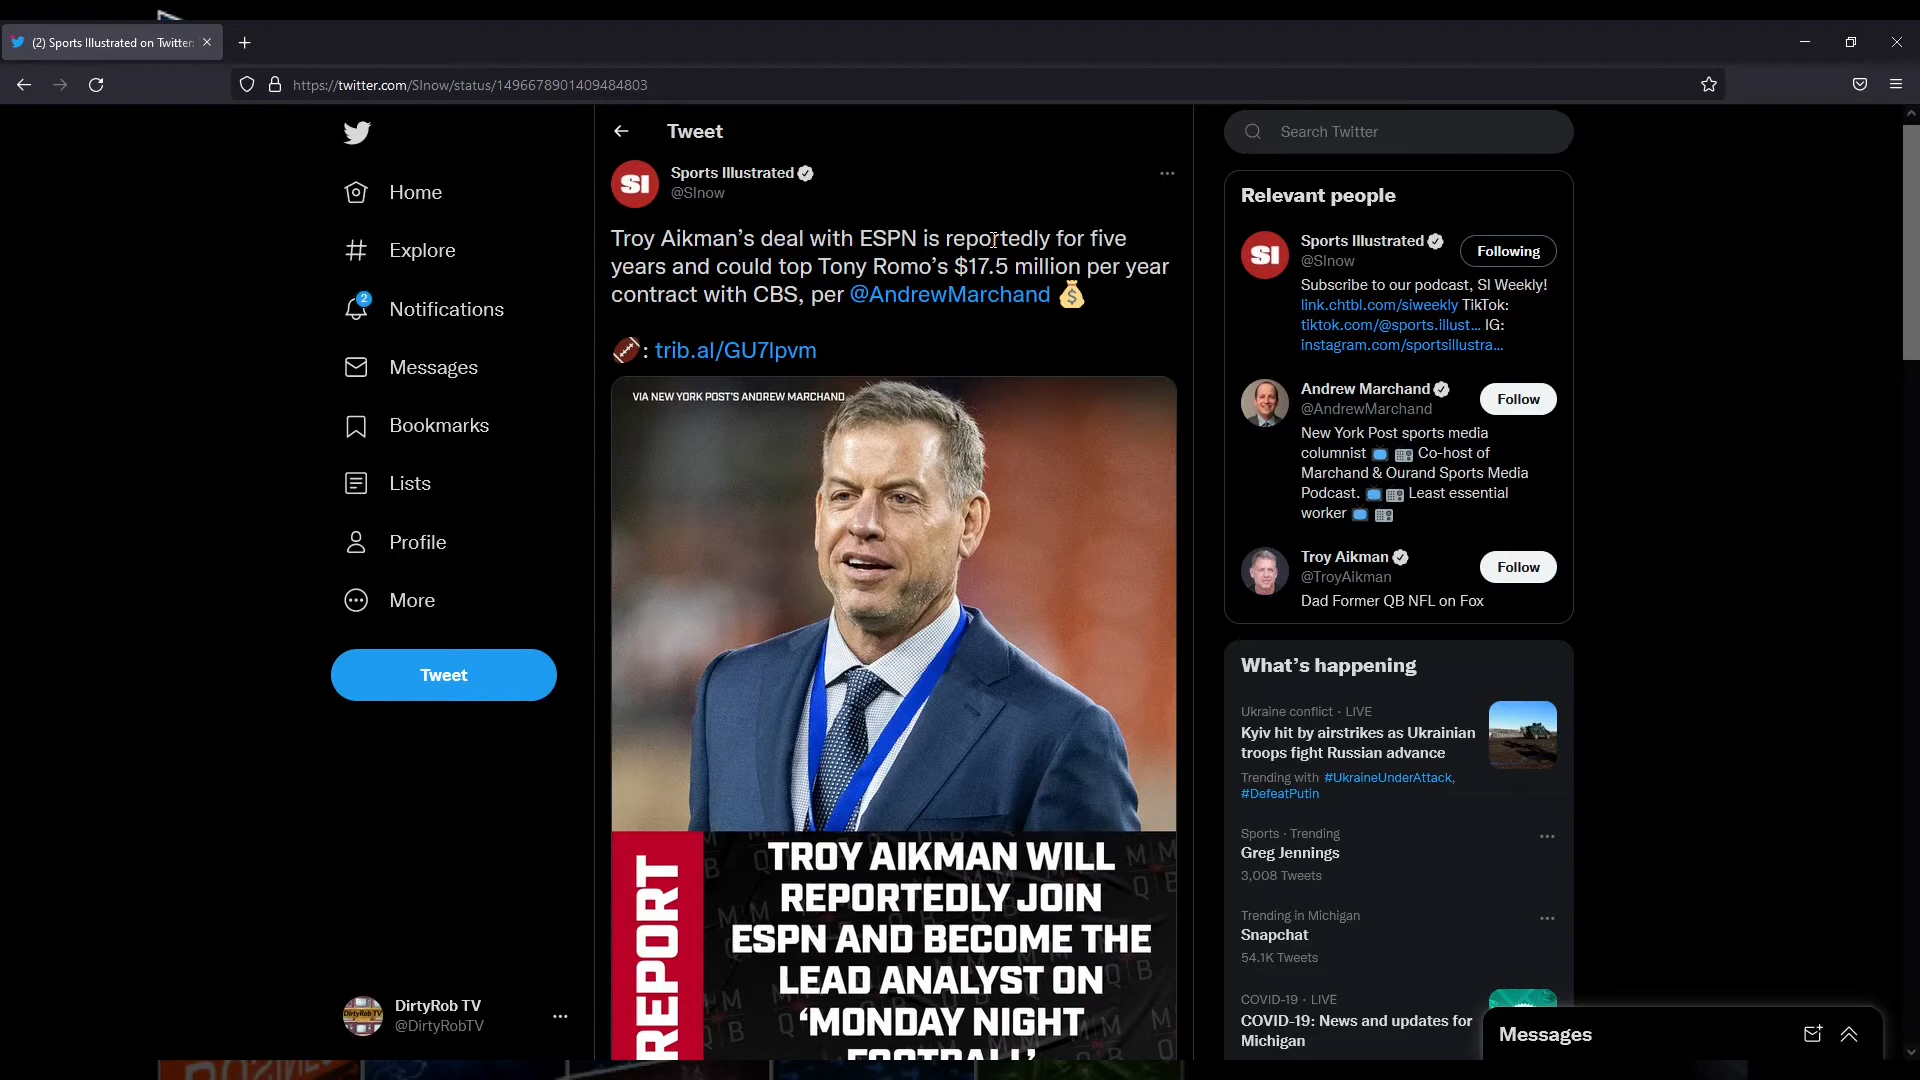 (2) Sports Illustrated on Twitter:
https://twitter.com/SInow/status/1496678901409484803
Home
Explore
2
Notifications
Messages
Bookmarks
Lists
Profile
More
Tweet
DirtyRob TV
@DirtyRobTV
Tweet
SI
Sports Illustrated
@SInow
Troy Aikman’s deal with ESPN is reportedly for five
years and could top Tony Romo’s $17.5 million per year
contract with CBS, per @AndrewMarchand 💰
🏈: trib.al/GU7Ipvm
VIA NEW YORK POST'S ANDREW MARCHAND
REPORT
TROY AIKMAN WILL
REPORTEDLY JOIN
ESPN AND BECOME THE
LEAD ANALYST ON
‘MONDAY NIGHT
FOOTBALL’
Search Twitter
Relevant people
SI
Sports Illustrated
@SInow
Following
Subscribe to our podcast, SI Weekly!
link.chtbl.com/siweekly TikTok:
tiktok.com/@sports.illust... IG:
instagram.com/sportsillustra...
Andrew Marchand
@AndrewMarchand
Follow
New York Post sports media
columnist 📺 📻 Co-host of
Marchand & Ourand Sports Media
Podcast. 📺 📻 Least essential
worker 📺 📻
Troy Aikman
@TroyAikman
Follow
Dad Former QB NFL on Fox
What’s happening
Ukraine conflict · LIVE
Kyiv hit by airstrikes as Ukrainian
troops fight Russian advance
Trending with #UkraineUnderAttack,
#DefeatPutin
Sports · Trending
Greg Jennings
3,008 Tweets
Trending in Michigan
Snapchat
54.1K Tweets
COVID-19 · LIVE
COVID-19: News and updates for
Michigan
Messages